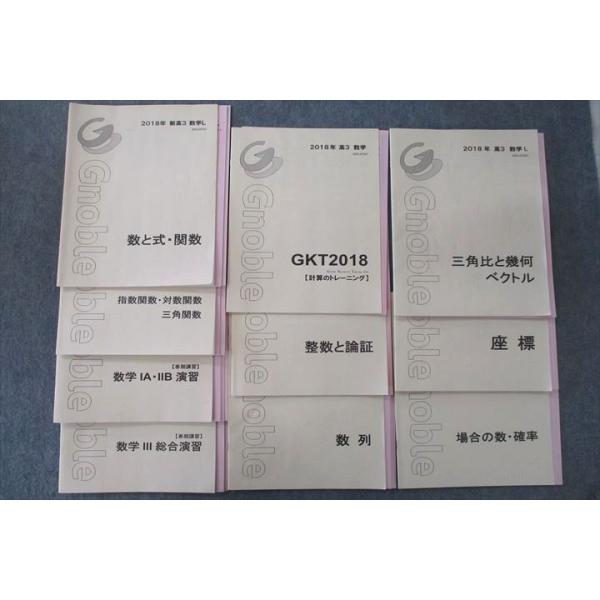 2018年 新高3 数学L
Gnoble
数と式・関数
指数関数・対数関数
三角関数
【春期講習】
数学 IA・IIB 演習
【春期講習】
数学 III 総合演習
Gnoble
2018年 高3 数学
Gnoble
GKT2018
【計算のトレーニング】
整数と論証
Gnoble
数 列
2018年 高3 数学L
Gnoble
三角比と幾何
ベクトル
座 標
Gnoble
場合の数・確率